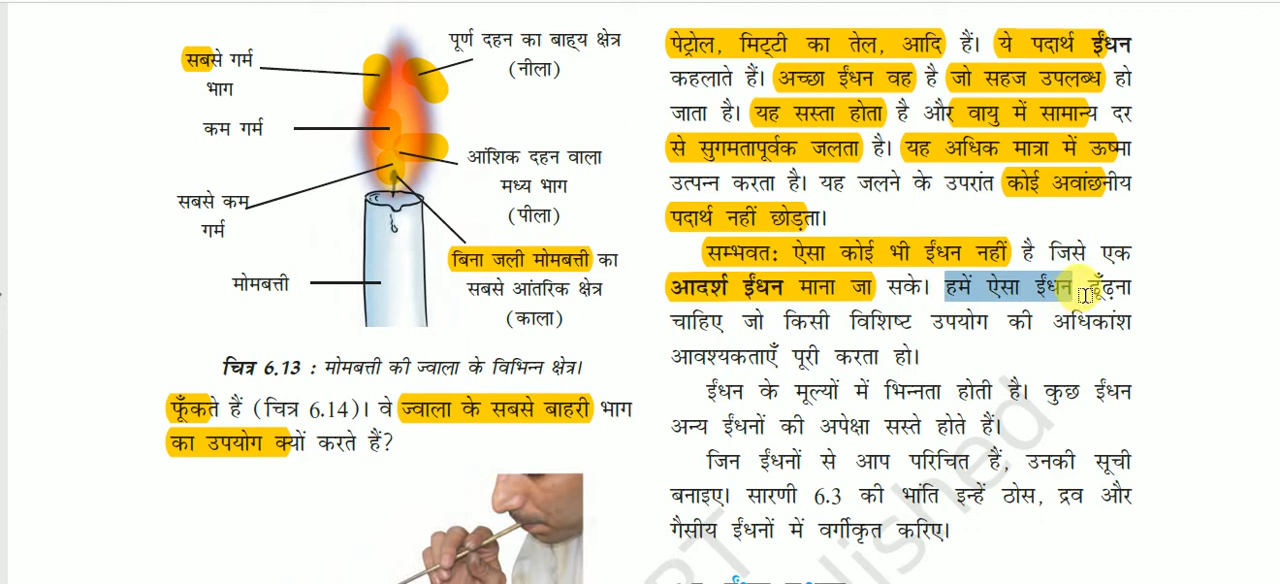 सबसे गर्म
भाग
कम गर्म
सबसे कम
गर्म
मोमबत्ती
पूर्ण दहन का बाह्य क्षेत्र
(नीला)
आंशिक दहन वाला
मध्य भाग
(पीला)
बिना जली मोमबत्ती का
सबसे आंतरिक क्षेत्र
(काला)
चित्र 6.13 : मोमबत्ती की ज्वाला के विभिन्न क्षेत्र।
फूँकते हैं (चित्र 6.14)। वे ज्वाला के सबसे बाहरी भाग
का उपयोग क्यों करते हैं?
पेट्रोल, मिट्टी का तेल, आदि हैं। ये पदार्थ ईंधन
कहलाते हैं। अच्छा ईंधन वह है जो सहज उपलब्ध हो
जाता है। यह सस्ता होता है और वायु में सामान्य दर
से सुगमतापूर्वक जलता है। यह अधिक मात्रा में ऊष्मा
उत्पन्न करता है। यह जलने के उपरांत कोई अवांछनीय
पदार्थ नहीं छोड़ता।
सम्भवतः ऐसा कोई भी ईंधन नहीं है जिसे एक
आदर्श ईंधन माना जा सके। हमें ऐसा ईंधन ढूँढ़ना
चाहिए जो किसी विशिष्ट उपयोग की अधिकांश
आवश्यकताएँ पूरी करता हो।
ईंधन के मूल्यों में भिन्नता होती है। कुछ ईंधन
अन्य ईंधनों की अपेक्षा सस्ते होते हैं।
जिन ईंधनों से आप परिचित हैं, उनकी सूची
बनाइए। सारणी 6.3 की भांति इन्हें ठोस, द्रव और
गैसीय ईंधनों में वर्गीकृत करिए।